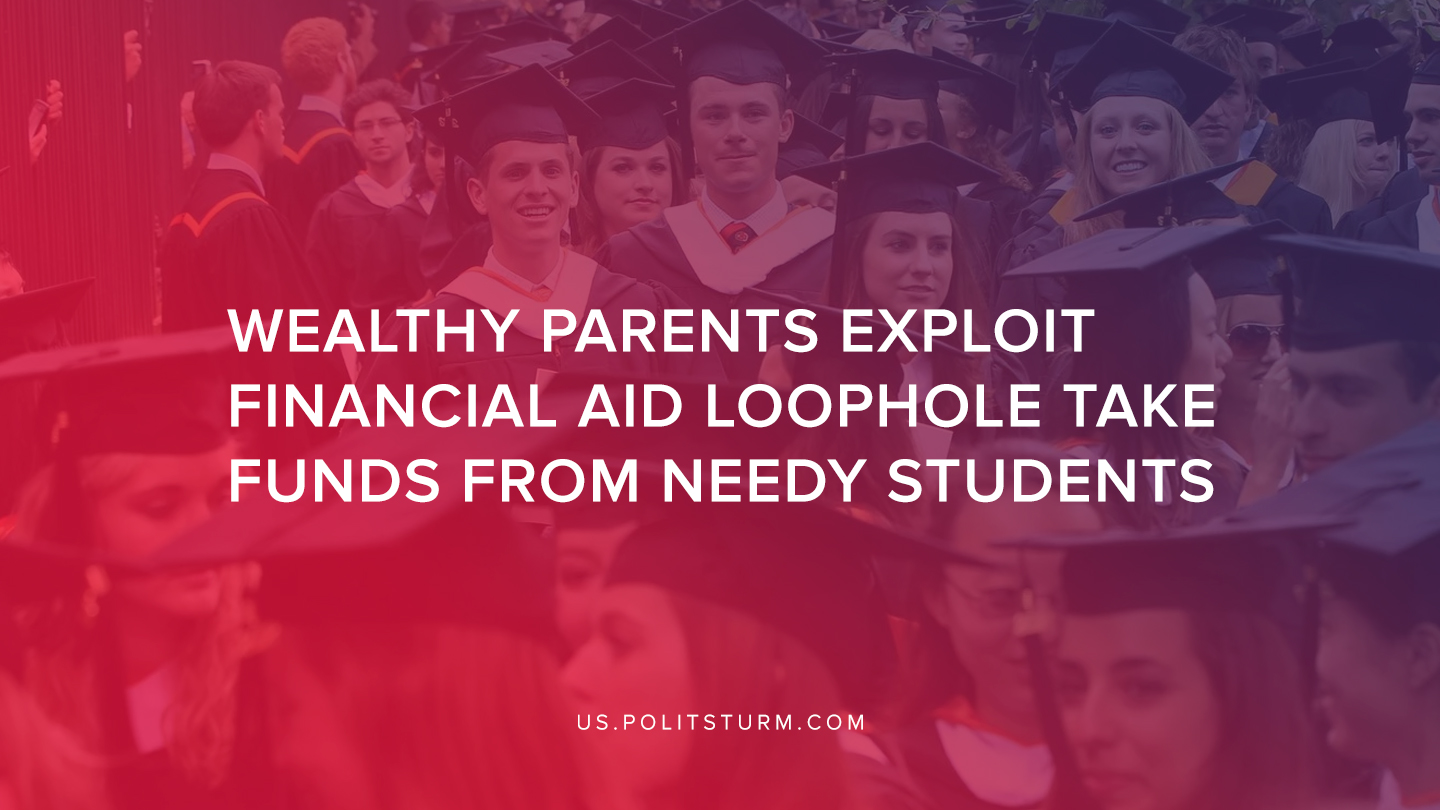 WEALTHY PARENTS EXPLOIT
FINANCIAL AID LOOPHOLE TAKE
FUNDS FROM NEEDY STUDENTS
US.POLITSTURM.COM